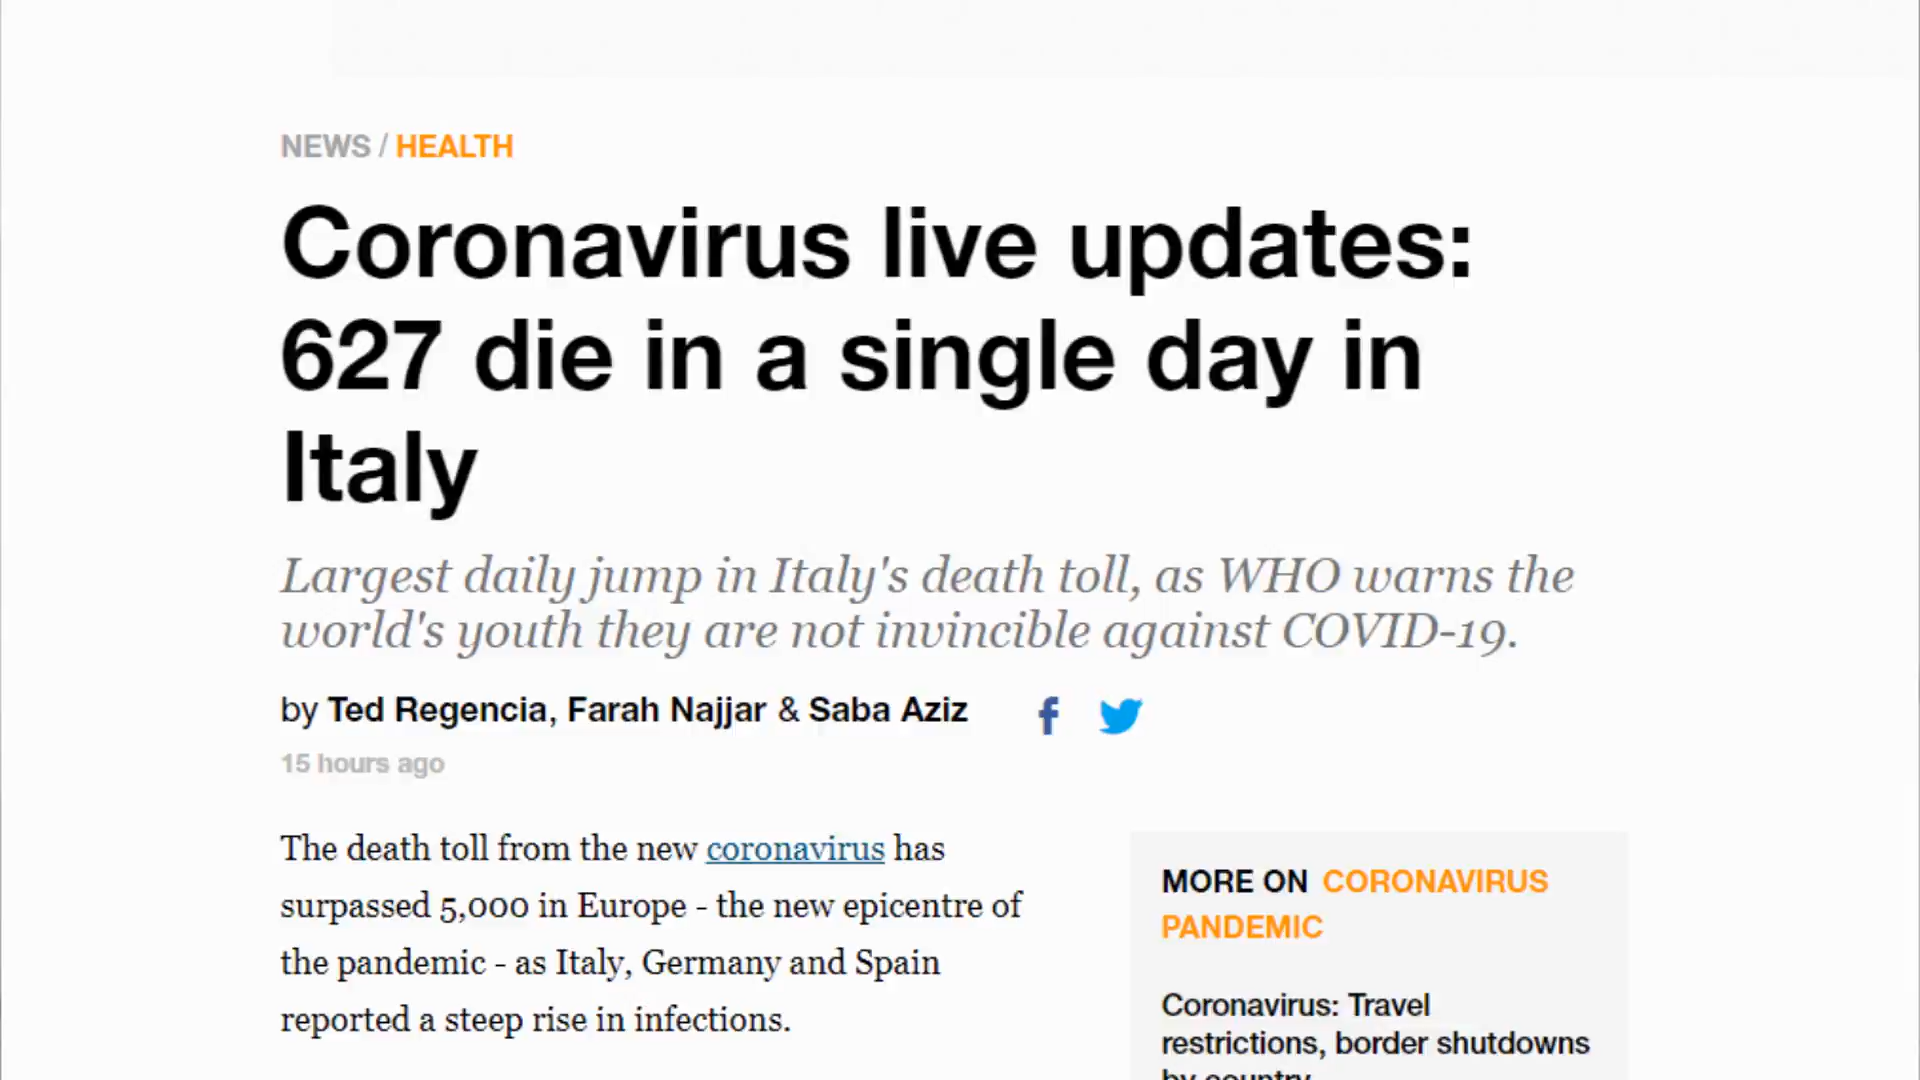 NEWS / HEALTH
Coronavirus live updates:
627 die in a single day in
Italy
Largest daily jump in Italy's death toll, as WHO warns the
world's youth they are not invincible against COVID-19.
by Ted Regencia, Farah Najjar & Saba Aziz
15 hours ago
The death toll from the new coronavirus has
surpassed 5,000 in Europe - the new epicentre of
the pandemic - as Italy, Germany and Spain
reported a steep rise in infections.
MORE ON CORONAVIRUS
PANDEMIC
Coronavirus: Travel
restrictions, border shutdowns
by country